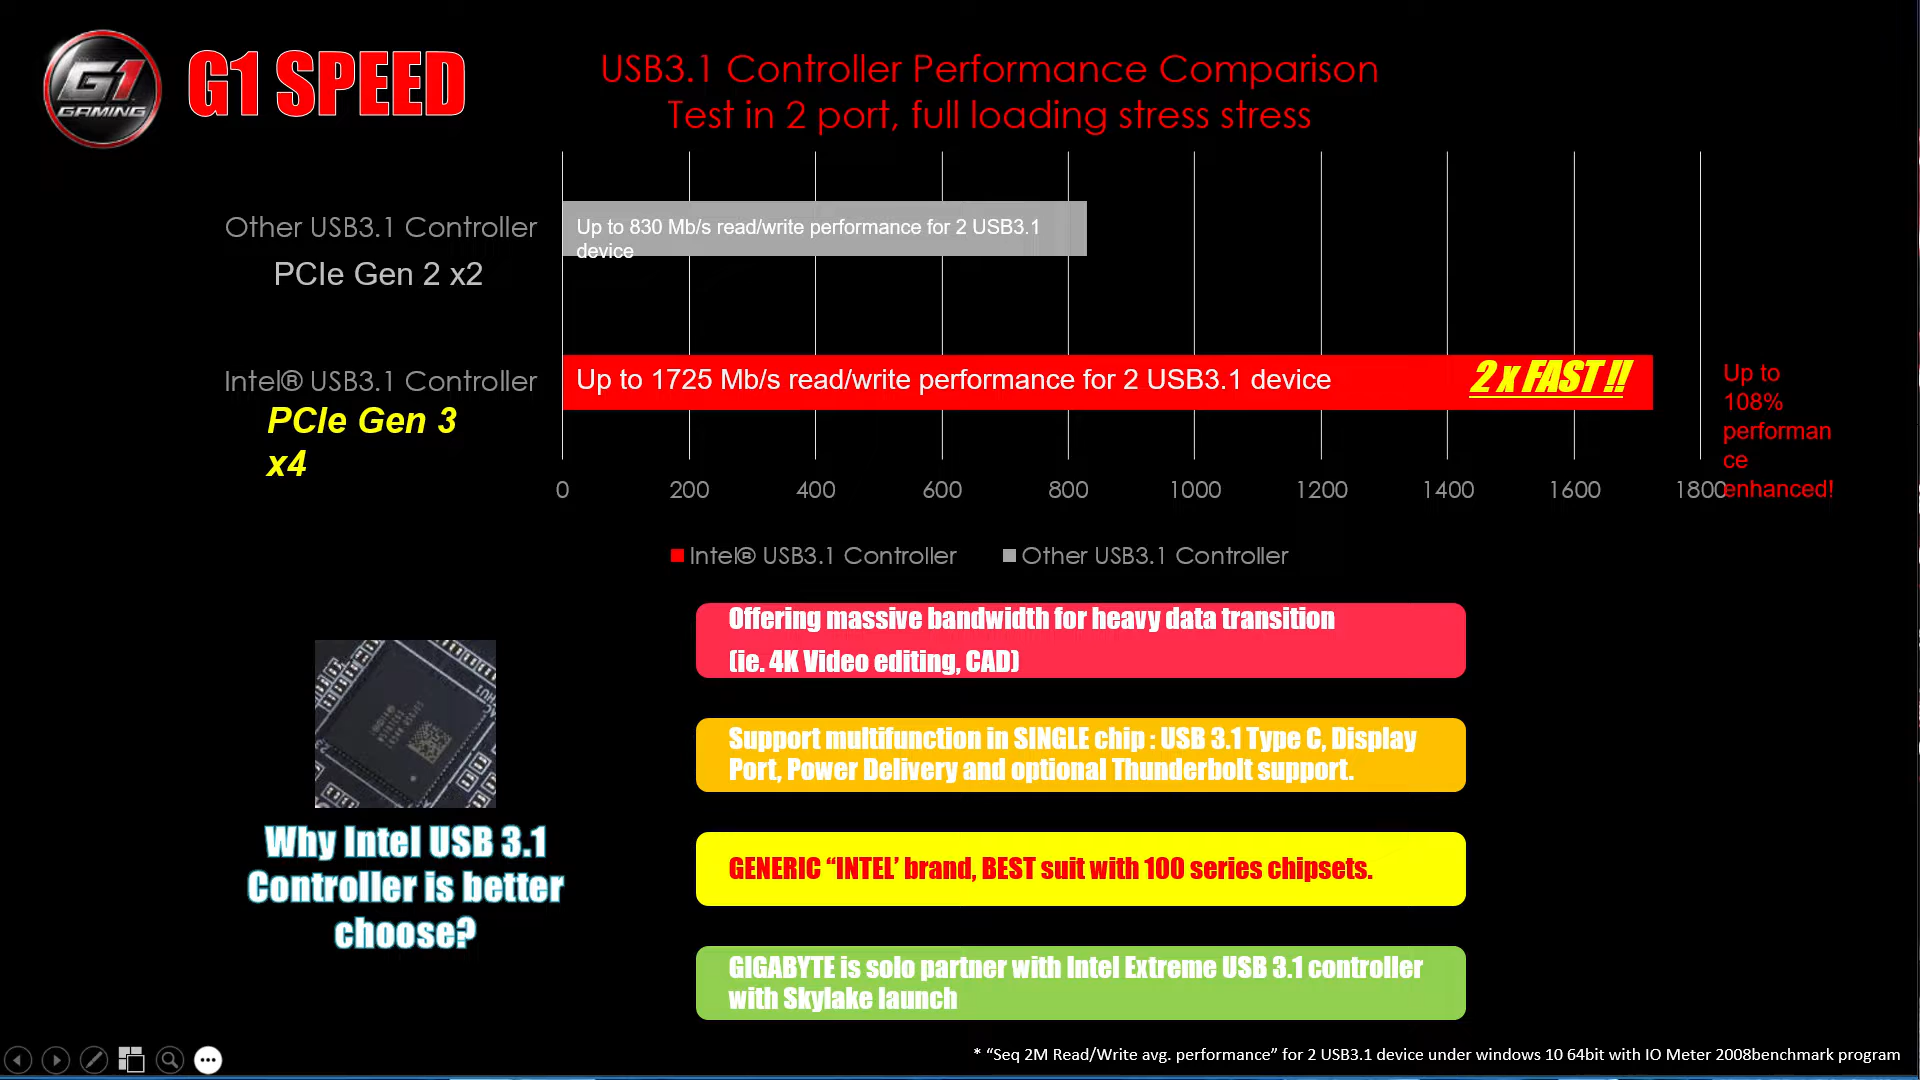 G1
GAMING
G1 SPEED
USB3.1 Controller Performance Comparison
Test in 2 port, full loading stress stress
Other USB3.1 Controller
PCIe Gen 2 x2
Up to 830 Mb/s read/write performance for 2 USB3.1
device
Intel® USB3.1 Controller
PCIe Gen 3
x4
Up to 1725 Mb/s read/write performance for 2 USB3.1 device
2 x FAST !!
Up to
108%
performan
ce
enhanced!
0 200 400 600 800 1000 1200 1400 1600 1800
Intel® USB3.1 Controller
Other USB3.1 Controller
Offering massive bandwidth for heavy data transition
(ie. 4K Video editing, CAD)
Support multifunction in SINGLE chip : USB 3.1 Type C, Display
Port, Power Delivery and optional Thunderbolt support.
GENERIC “INTEL’ brand, BEST suit with 100 series chipsets.
GIGABYTE is solo partner with Intel Extreme USB 3.1 controller
with Skylake launch
Why Intel USB 3.1
Controller is better
choose?
* “Seq 2M Read/Write avg. performance” for 2 USB3.1 device under windows 10 64bit with IO Meter 2008benchmark program